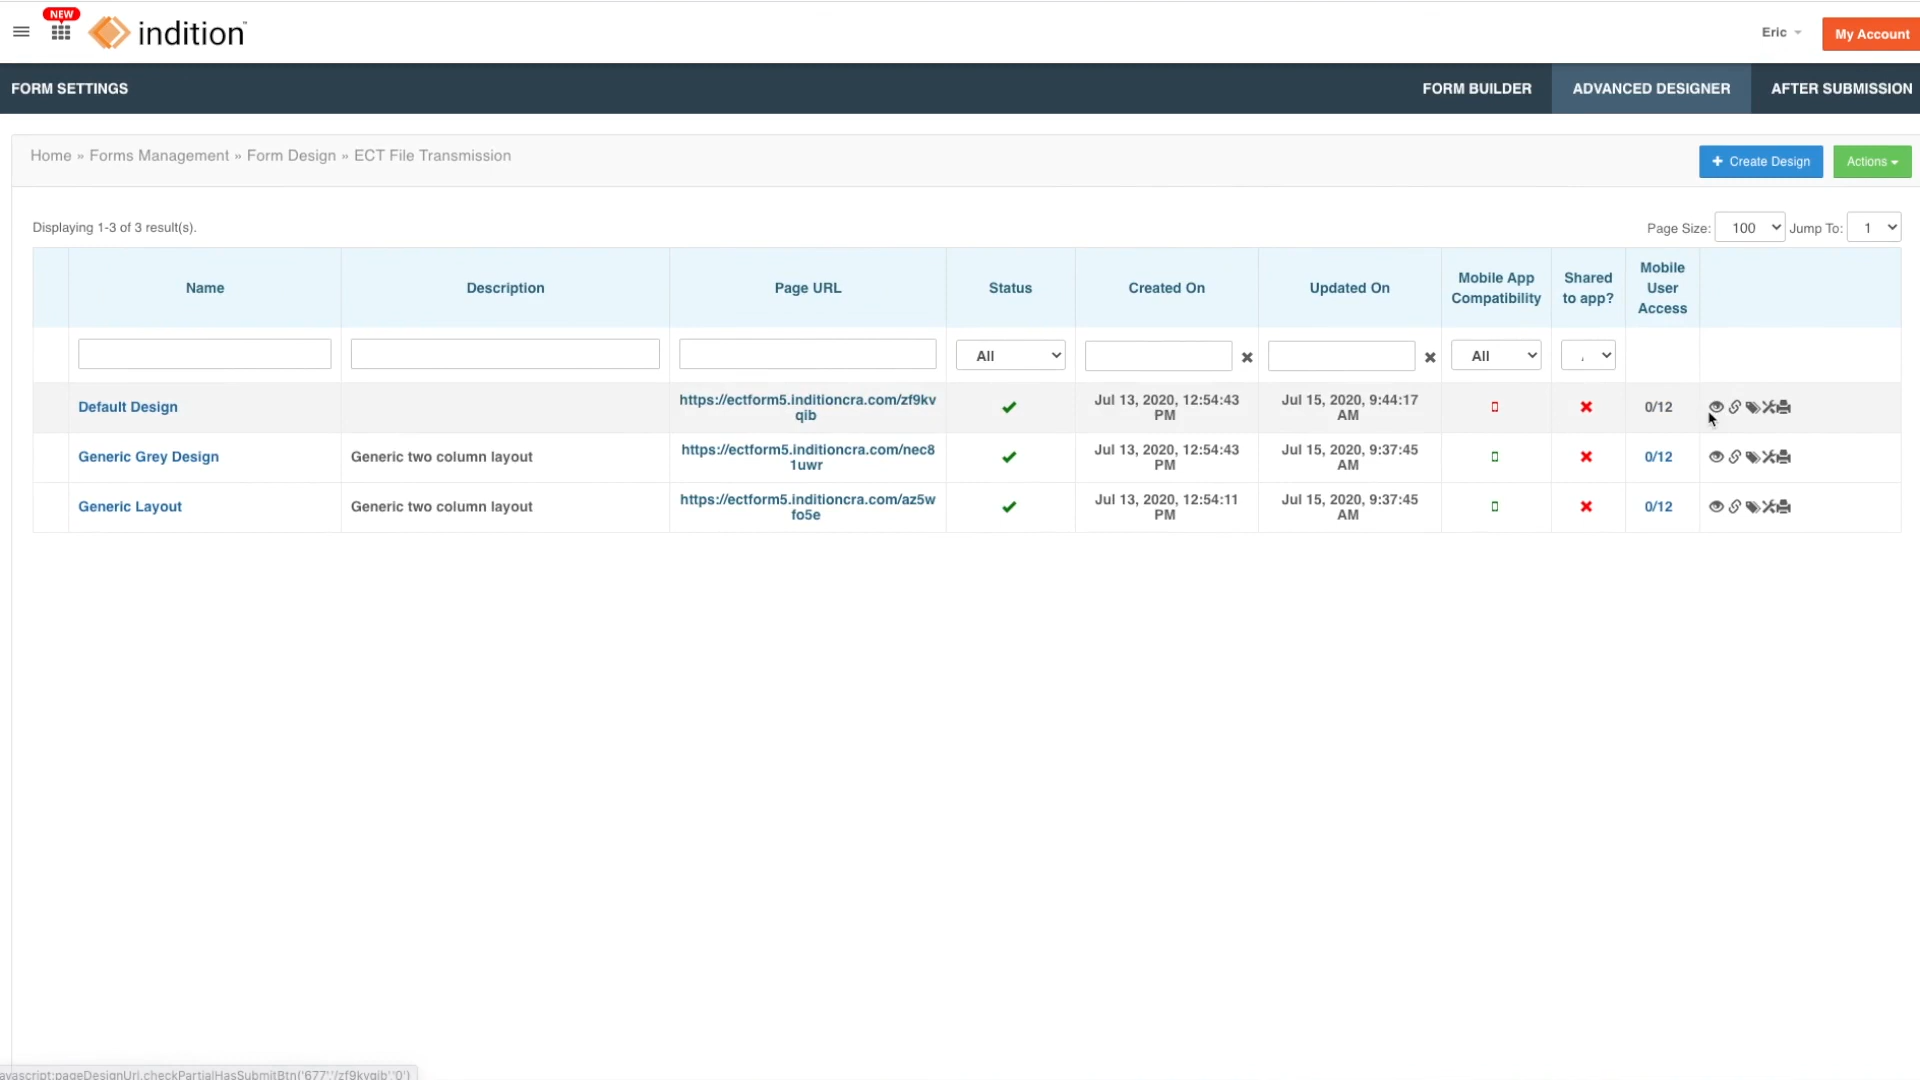 NEW
indition™
Eric
My Account
FORM SETTINGS
FORM BUILDER
ADVANCED DESIGNER
AFTER SUBMISSION
Home » Forms Management » Form Design » ECT File Transmission
+ Create Design
Actions
Displaying 1-3 of 3 result(s).
Page Size: 100 Jump To: 1
Name
Description
Page URL
Status
Created On
Updated On
Mobile App
Compatibility
Shared
to app?
Mobile
User
Access
All
All
Default Design
https://ectform5.inditioncra.com/zf9kv
qib
Jul 13, 2020, 12:54:43
PM
Jul 15, 2020, 9:44:17
AM
0/12
Generic Grey Design
Generic two column layout
https://ectform5.inditioncra.com/nec8
1uwr
Jul 13, 2020, 12:54:43
PM
Jul 15, 2020, 9:37:45
AM
0/12
Generic Layout
Generic two column layout
https://ectform5.inditioncra.com/az5w
fo5e
Jul 13, 2020, 12:54:11
PM
Jul 15, 2020, 9:37:45
AM
0/12
avascript:pageDesignUrl.checkPartialHasSubmitBtn('677','/zf9kvqib','0')